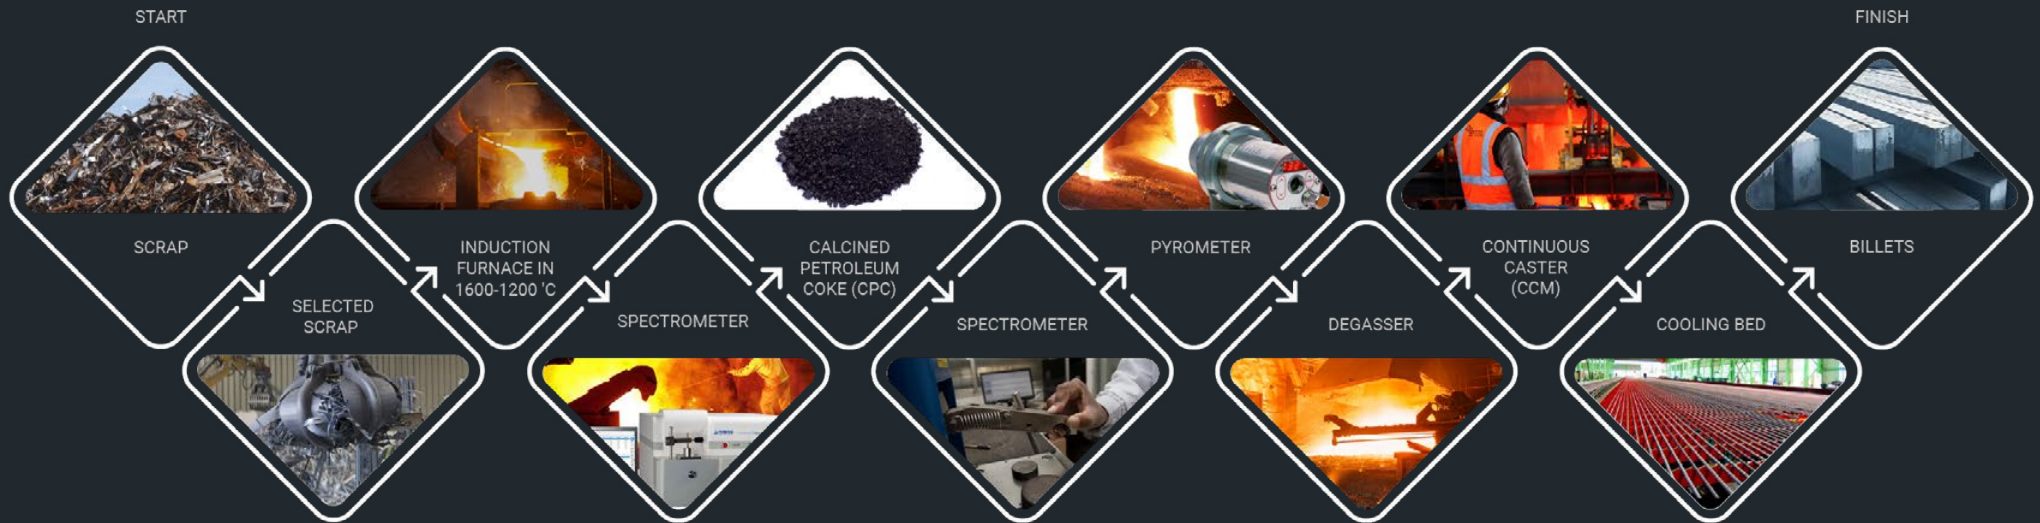 START
FINISH
SCRAP
SELECTED
SCRAP
INDUCTION
FURNACE IN
1600-1200 'C
SPECTROMETER
CALCINED
PETROLEUM
COKE (CPC)
SPECTROMETER
PYROMETER
DEGASSER
CONTINUOUS
CASTER
(CCM)
COOLING BED
BILLETS